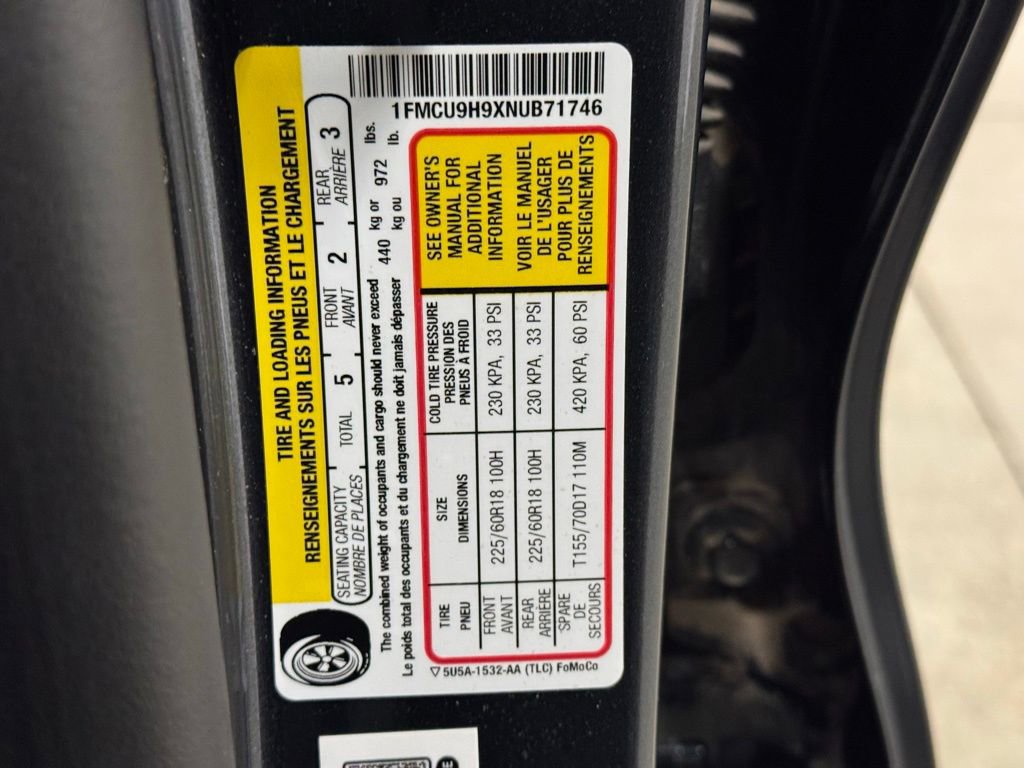 TIRE AND LOADING INFORMATION
RENSEIGNEMENTS SUR LES PNEUS ET LE CHARGEMENT
SEATING CAPACITY
NOMBRE DE PLACES
TOTAL 5
FRONT
AVANT
2
REAR
ARRIÈRE
3
The combined weight of occupants and cargo should never exceed 440 kg or 972 lbs.
Le poids total des occupants et du chargement ne doit jamais dépasser kg ou lb.
1FMCU9H9XNUB71746
TIRE
PNEU
SIZE
DIMENSIONS
COLD TIRE PRESSURE
PRESSION DES
PNEUS À FROID
FRONT
AVANT
225/60R18 100H
230 KPA, 33 PSI
REAR
ARRIÈRE
225/60R18 100H
230 KPA, 33 PSI
SPARE
DE
SECOURS
T155/70D17 110M
420 KPA, 60 PSI
SEE OWNER'S
MANUAL FOR
ADDITIONAL
INFORMATION
VOIR LE MANUEL
DE L'USAGER
POUR PLUS DE
RENSEIGNEMENTS
5U5A-1532-AA (TLC) FoMoCo